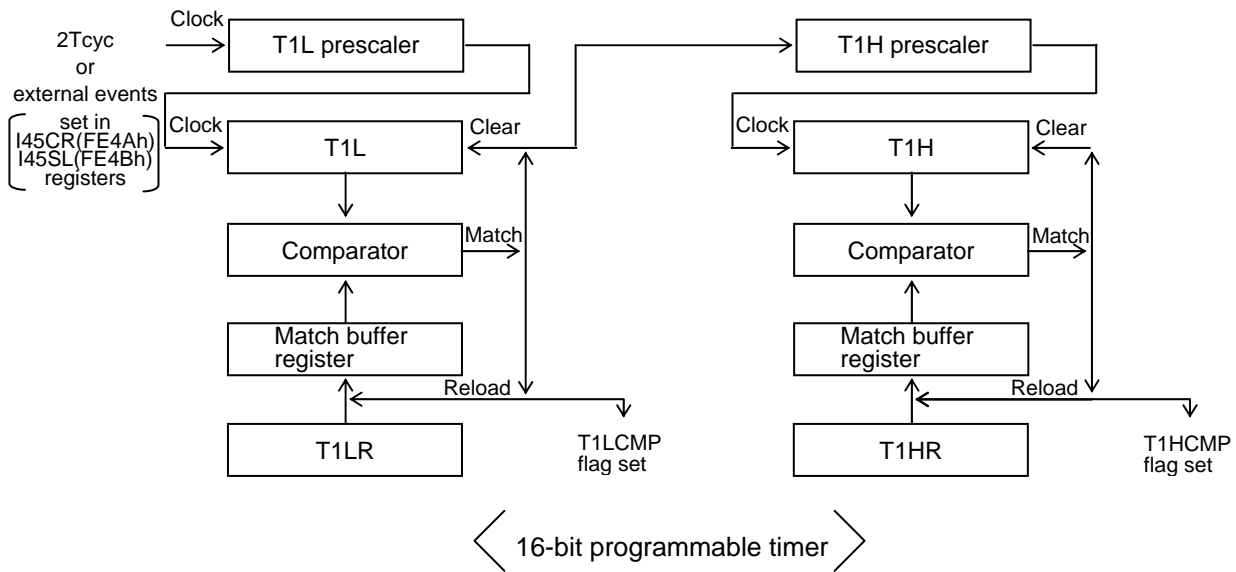 Clock
2Tcyc
or
external events
set in
I45CR(FE4Ah)
I45SL(FE4Bh)
registers
T1L prescaler
Clock
T1L
Clear
Comparator
Match
Match buffer
register
Reload
T1LR
T1LCMP
flag set
T1H prescaler
Clock
T1H
Clear
Comparator
Match
Match buffer
register
Reload
T1HR
T1HCMP
flag set
16-bit programmable timer